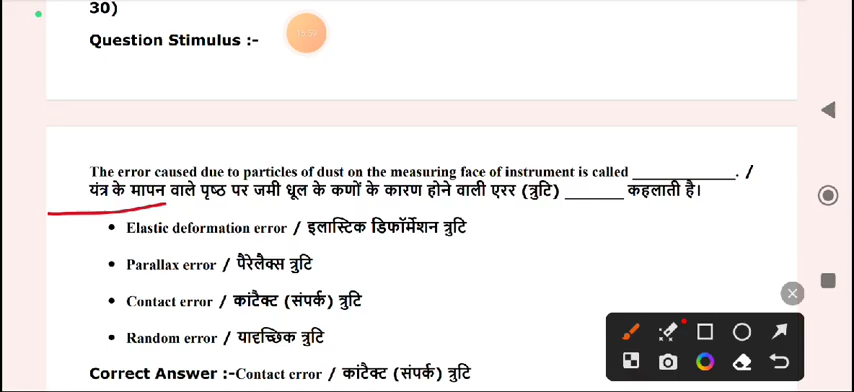 30)
Question Stimulus :-
The error caused due to particles of dust on the measuring face of instrument is called ____________. /
यंत्र के मापन वाले पृष्ठ पर जमी धूल के कणों के कारण होने वाली एरर (त्रुटि) _______ कहलाती है।
• Elastic deformation error / इलास्टिक डिफॉर्मेशन त्रुटि
• Parallax error / पैरेलैक्स त्रुटि
• Contact error / कांटैक्ट (संपर्क) त्रुटि
• Random error / यादृच्छिक त्रुटि
Correct Answer :-Contact error / कांटैक्ट (संपर्क) त्रुटि